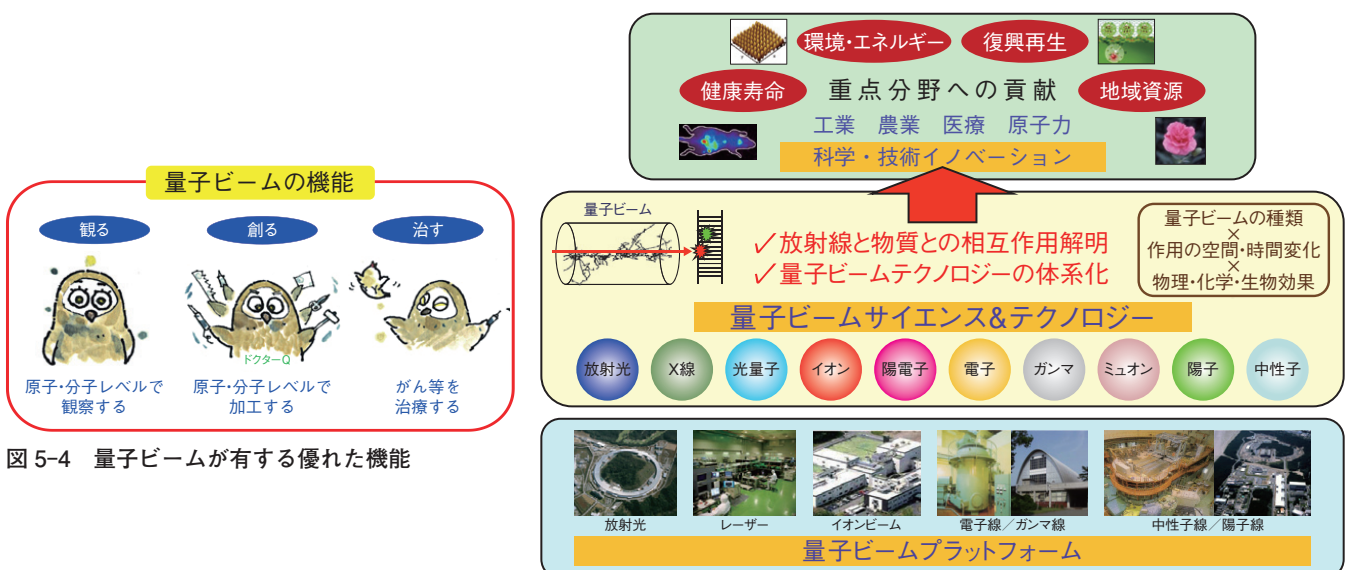 量子ビームの機能
観る
創る
治す
ドクターQ
原子・分子レベルで
観察する
原子・分子レベルで
加工する
がん等を
治療する
図 5-4 量子ビームが有する優れた機能
環境・エネルギー
復興再生
健康寿命
重点分野への貢献
地域資源
工業 農業 医療 原子力
科学・技術イノベーション
量子ビーム
✓放射線と物質との相互作用解明
✓量子ビームテクノロジーの体系化
量子ビームの種類
×
作用の空間・時間変化
×
物理・化学・生物効果
量子ビームサイエンス&テクノロジー
放射光
X線
光量子
イオン
陽電子
電子
ガンマ
ミュオン
陽子
中性子
放射光
レーザー
イオンビーム
電子線／ガンマ線
中性子線／陽子線
量子ビームプラットフォーム